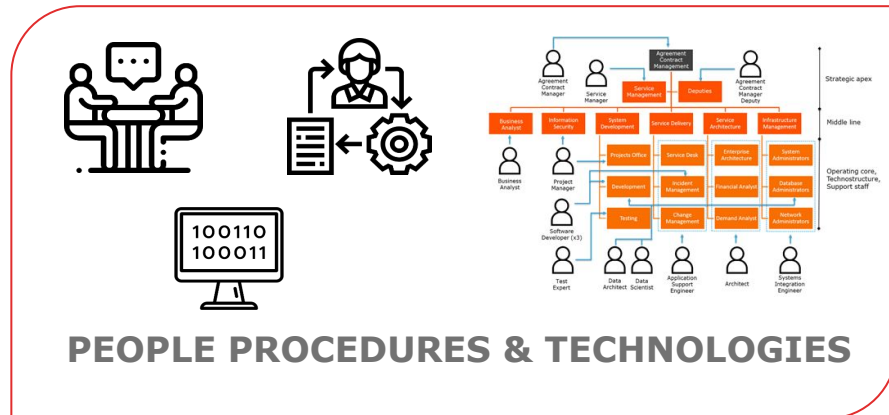 100110
100011
Agreement
Contract
Management
Agreement
Contract
Manager
Service
Manager
Service
Management
Deputies
Agreement
Contract
Manager
Deputy
Strategic apex
Business
Analyst
Information
Security
System
Development
Service Delivery
Service
Architecture
Infrastructure
Management
Middle line
Business
Analyst
Project
Manager
Projects Office
Service Desk
Enterprise
Architecture
System
Administrators
Development
Incident
Management
Financial Analyst
Database
Administrators
Operating core,
Technostructure,
Support staff
Software
Developer (x3)
Testing
Change
Management
Demand Analyst
Network
Administrators
Test
Expert
Data
Architect
Data
Scientist
Application
Support
Engineer
Architect
Systems
Integration
Engineer
PEOPLE PROCEDURES & TECHNOLOGIES